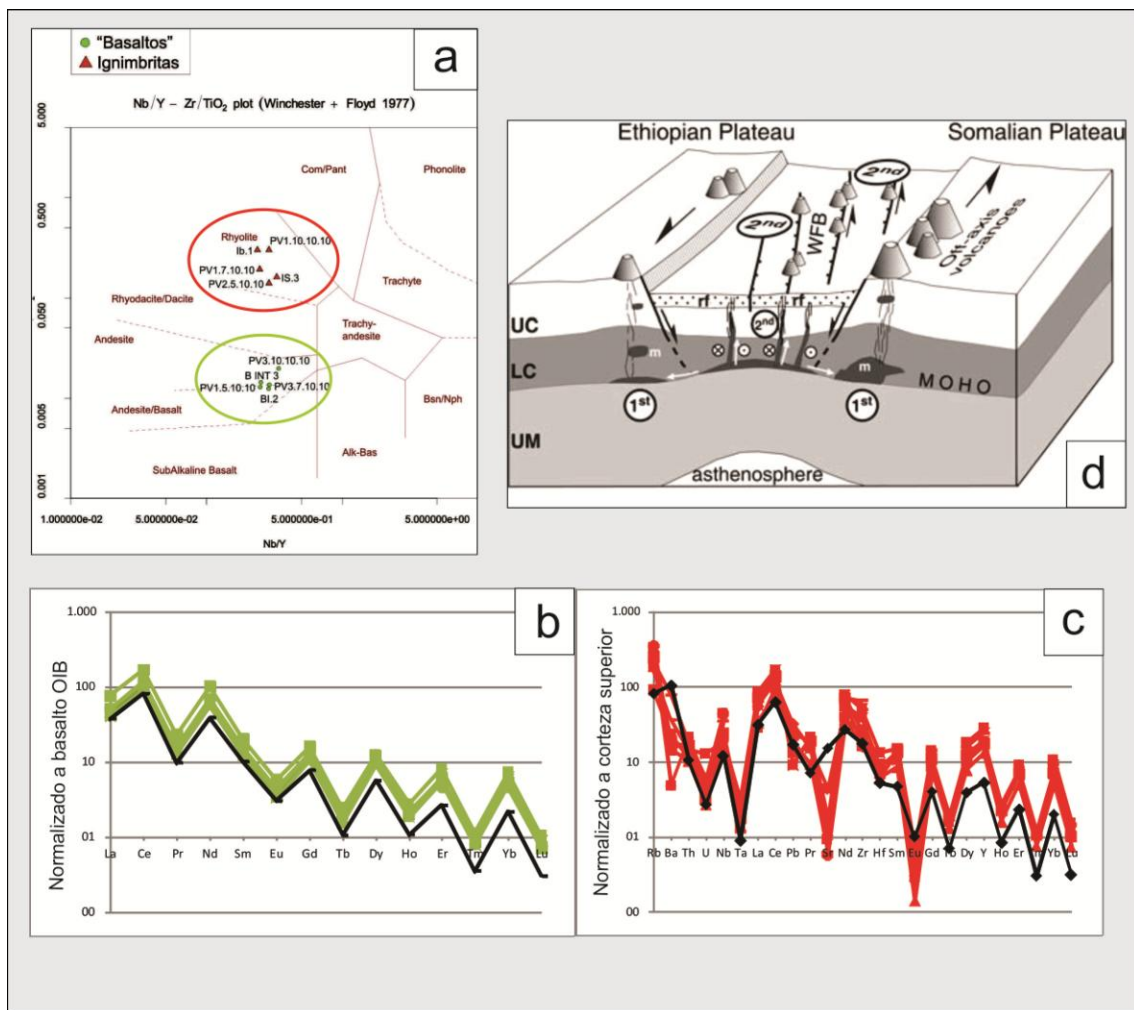 "Basaltos"
Ignimbritas
a
Nb/Y – Zr/TiO2 plot (Winchester + Floyd 1977)
5.000
0.500
0.050
0.005
0.001
Com/Pant
Phonolite
Rhyolite
PV1.10.10.10
Ib.1
PV1.7.10.10
IS.3
PV2.5.10.10
Rhyodacite/Dacite
Trachyte
Andesite
Trachy-
andesite
PV3.10.10.10
B INT 3
PV1.5.10.10
PV3.7.10.10
BI.2
Andesite/Basalt
Bsn/Nph
SubAlkaline Basalt
Alk-Bas
1.000000e-02
5.000000e-02
5.000000e-01
5.000000e+00
Nb/Y
Ethiopian Plateau
Somalian Plateau
2nd
2nd
WFB
Off-axis
volcanoes
rf
rf
UC
2nd
LC
m
m
MOHO
1st
1st
UM
asthenosphere
d
b
Normalizado a basalto OIB
1.000
100
10
01
00
La Ce Pr Nd Sm Eu Gd Tb Dy Ho Er Tm Yb Lu
c
Normalizado a corteza superior
1.000
100
10
01
00
Rb Ba Th U Nb Ta La Ce Pb Pr Sr Nd Zr Hf Sm Eu Gd Tb Dy Y Ho Er Tm Yb Lu